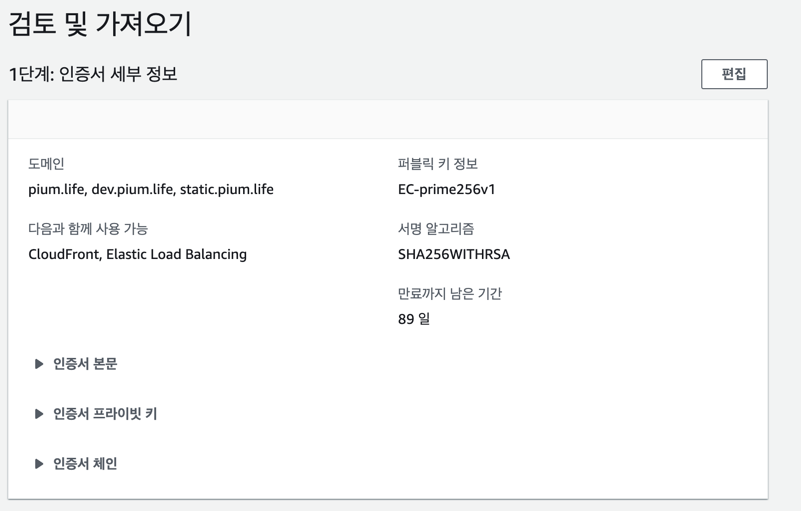 검토 및 가져오기
1단계: 인증서 세부 정보
편집
도메인
pium.life, dev.pium.life, static.pium.life
다음과 함께 사용 가능
CloudFront, Elastic Load Balancing
퍼블릭 키 정보
EC-prime256v1
서명 알고리즘
SHA256WITHRSA
만료까지 남은 기간
89 일
인증서 본문
인증서 프라이빗 키
인증서 체인